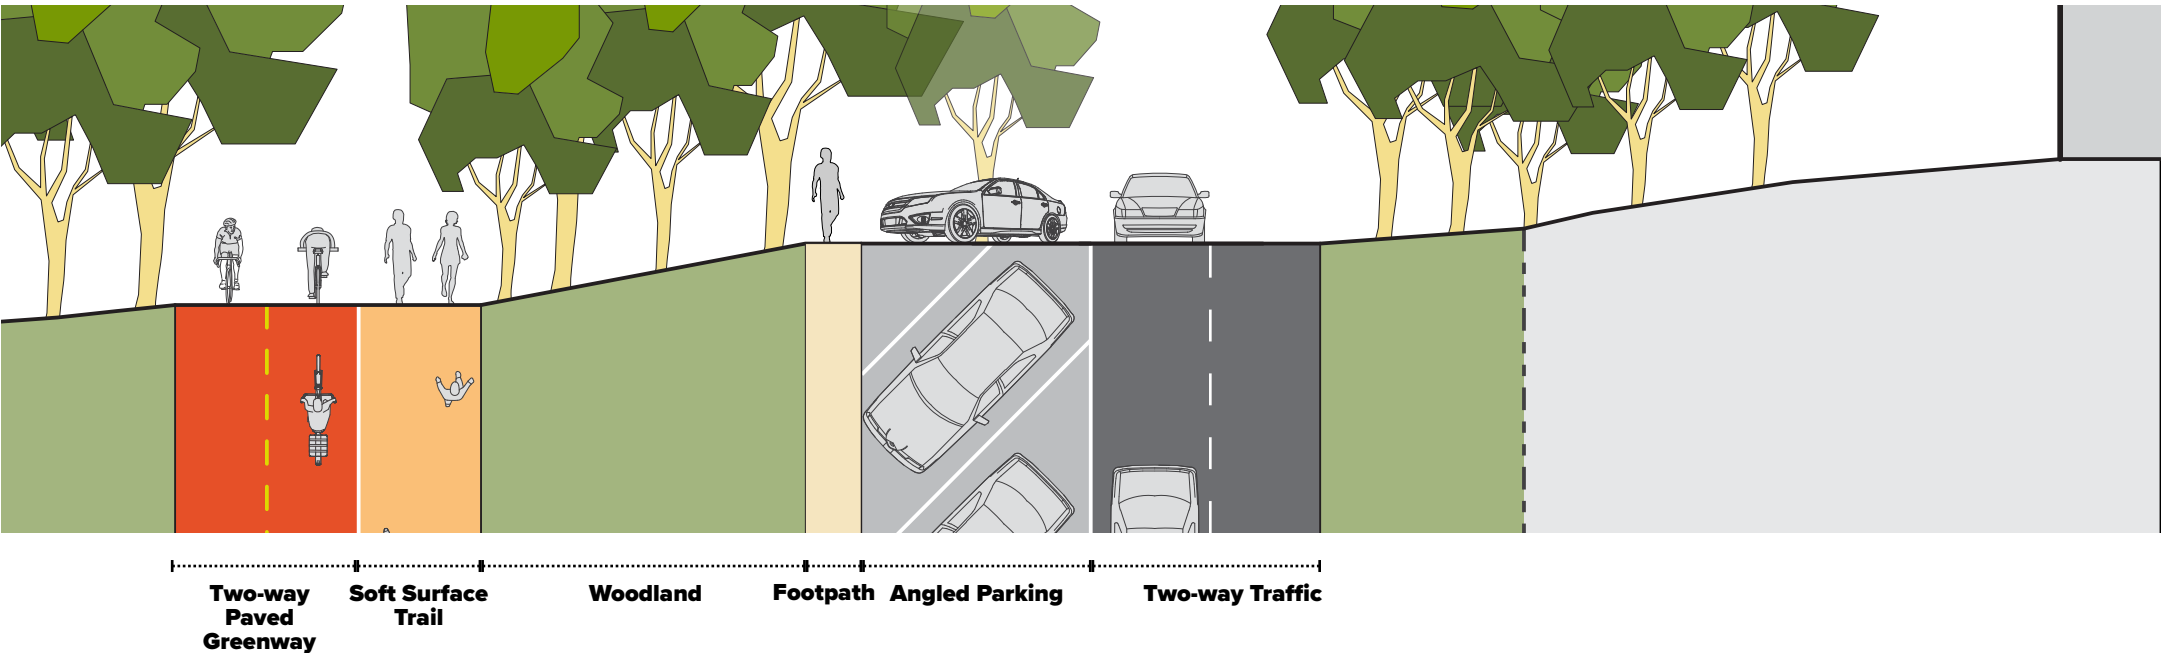 Two-way
Paved
Greenway
Soft Surface
Trail
Woodland
Footpath
Angled Parking
Two-way Traffic